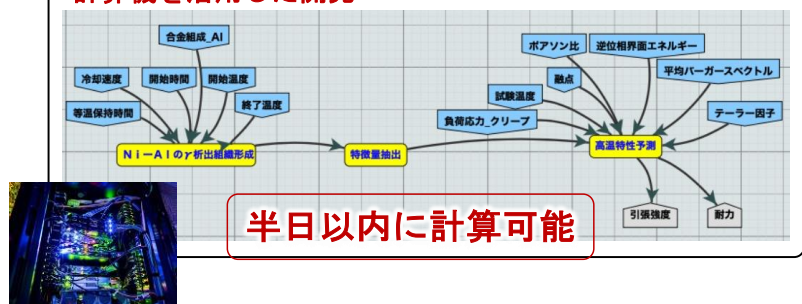 合金組成_Al
冷却速度
開始時間
開始温度
等温保持時間
終了温度
Ni－Alのγ析出組織形成
特徴量抽出
ポアソン比
逆位相界面エネルギー
融点
平均バーガースベクトル
試験温度
負荷応力_クリープ
テーラー因子
高温特性予測
引張強度
耐力
半日以内に計算可能